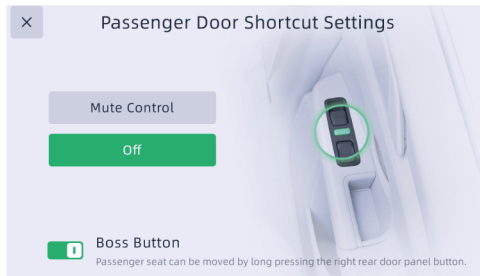 Passenger Door Shortcut Settings
Mute Control
Off
Boss Button
Passenger seat can be moved by long pressing the right rear door panel button.